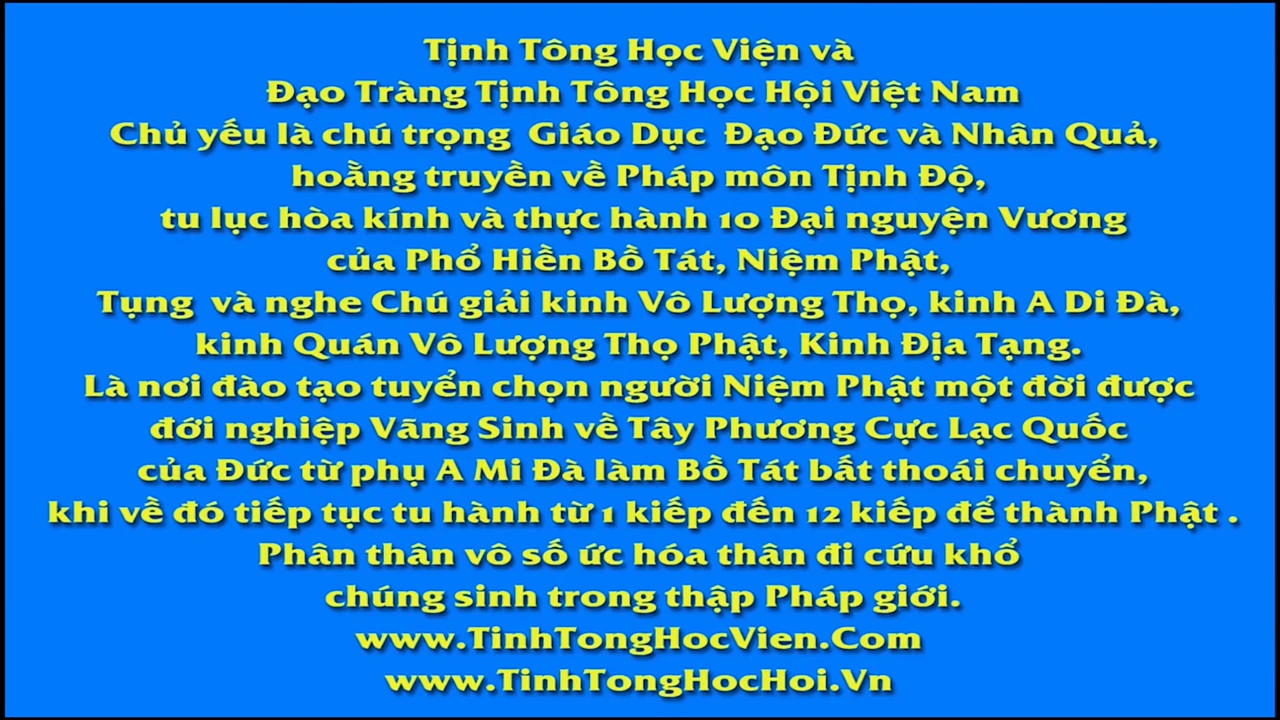 Tịnh Tông Học Viện và
Đạo Tràng Tịnh Tông Học Hội Việt Nam
Chủ yếu là chú trọng Giáo Dục Đạo Đức và Nhân Quả,
hoằng truyền về Pháp môn Tịnh Độ,
tu lục hòa kính và thực hành 10 Đại nguyện Vương
của Phổ Hiền Bồ Tát, Niệm Phật,
Tụng và nghe Chú giải kinh Vô Lượng Thọ, kinh A Di Đà,
kinh Quán Vô Lượng Thọ Phật, Kinh Địa Tạng.
Là nơi đào tạo tuyển chọn người Niệm Phật một đời được
đới nghiệp Vãng Sinh về Tây Phương Cực Lạc Quốc
của Đức từ phụ A Mi Đà làm Bồ Tát bất thoái chuyển,
khi về đó tiếp tục tu hành từ 1 kiếp đến 12 kiếp để thành Phật .
Phân thân vô số ức hóa thân đi cứu khổ
chúng sinh trong thập Pháp giới.
www.TinhTongHocVien.Com
www.TinhTongHocHoi.Vn